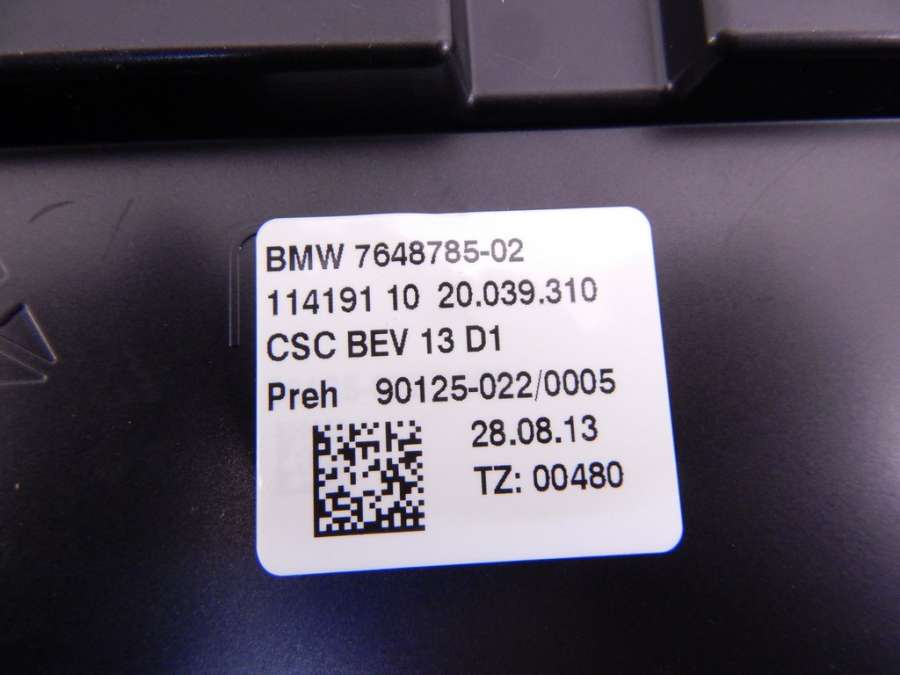 BMW 7648785-02
114191 10 20.039.310
CSC BEV 13 D1
Preh 90125-022/0005
28.08.13
TZ: 00480